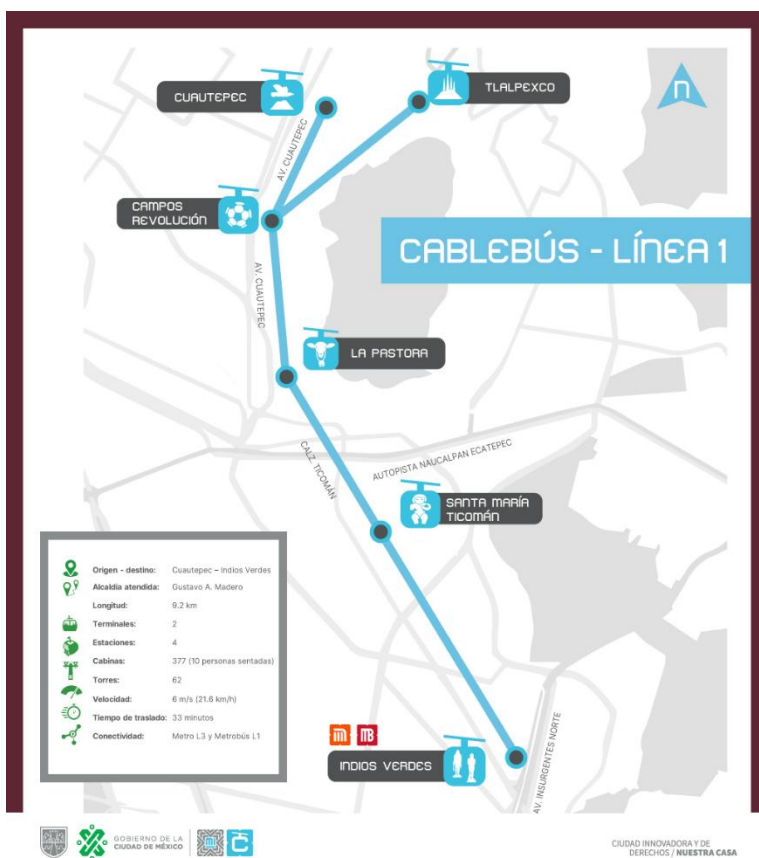 CUAUTEPEC
TLALPEXCO
n
AV. CUAUTEPEC
CAMPOS
REVOLUCIÓN
CABLEBÚS - LÍNEA 1
AV. CUAUTEPEC
LA PASTORA
CALZ. TICOMÁN
AUTOPISTA NAUCALPAN ECATEPEC
SANTA MARÍA
TICOMÁN
Origen - destino: Cuautepec – Indios Verdes
Alcaldía atendida: Gustavo A. Madero
Longitud: 9.2 km
Terminales: 2
Estaciones: 4
Cabinas: 377 (10 personas sentadas)
Torres: 62
Velocidad: 6 m/s (21.6 km/h)
Tiempo de traslado: 33 minutos
Conectividad: Metro L3 y Metrobús L1
MB
INDIOS VERDES
AV. INSURGENTES NORTE
GOBIERNO DE LA
CIUDAD DE MÉXICO
MI
C
CIUDAD INNOVADORA Y DE
DERECHOS / NUESTRA CASA